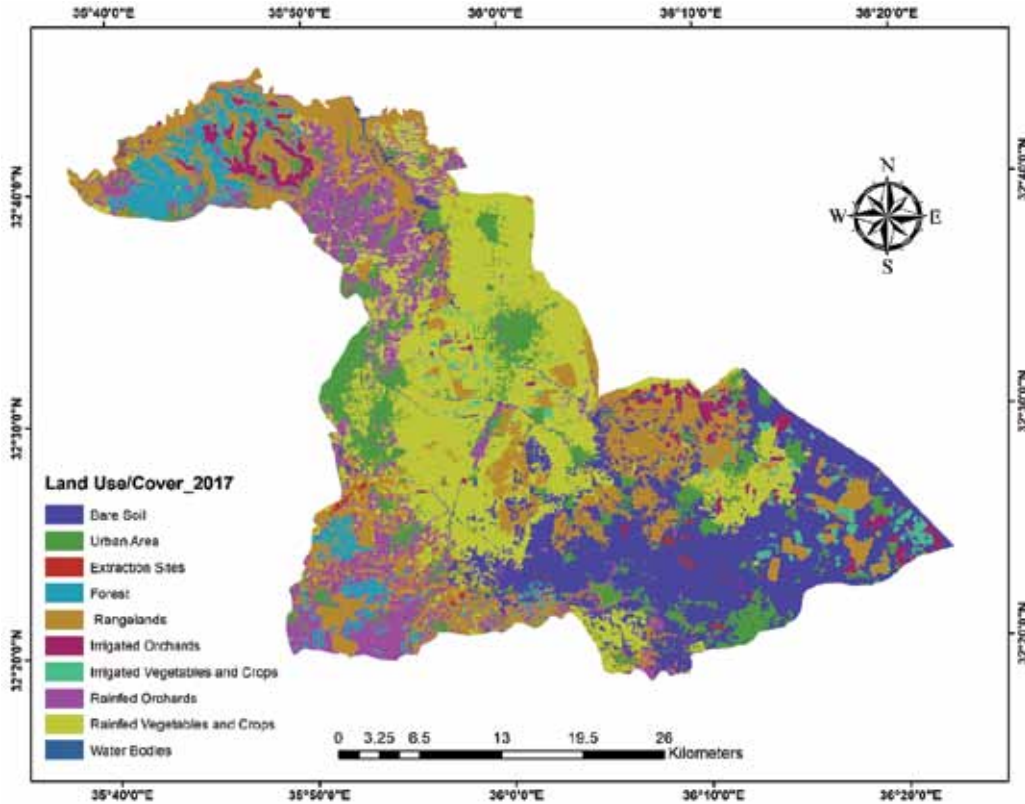 35°40'0"E 35°50'6"E 36°0'0"E 36°10'0"E 36°20'0"E
N
W E
S
32°40'0"N
32°30'0"N
32°20'0"N
Land Use/Cover_2017
Bare Soil
Urban Area
Extraction Sites
Forest
Rangelands
Irrigated Orchards
Irrigated Vegetables and Crops
Rainfed Orchards
Rainfed Vegetables and Crops
Water Bodies
0 3.25 6.5 13 19.5 26
Kilometers
35°40'0"E 35°50'0"E 36°0'0"E 36°10'0"E 36°20'0"E